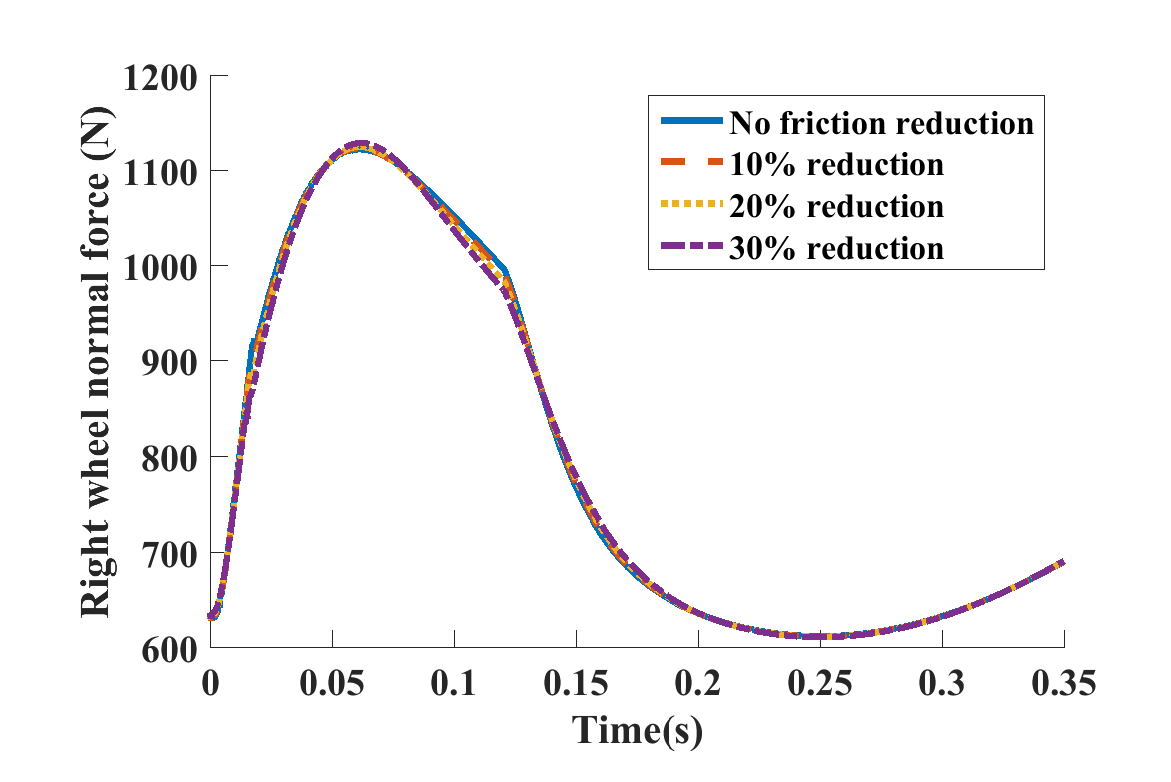 1200
1100
1000
900
800
700
600
Right wheel normal force (N)
No friction reduction
10% reduction
20% reduction
30% reduction
0 0.05 0.1 0.15 0.2 0.25 0.3 0.35
Time(s)